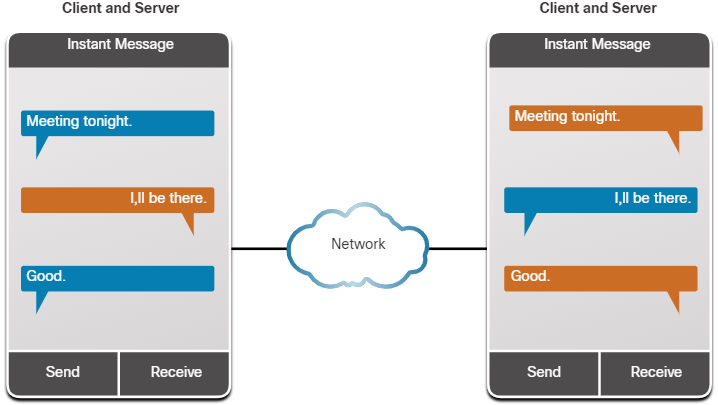 Client and Server
Instant Message
Meeting tonight.
I,ll be there.
Good.
Send
Receive
Network
Client and Server
Instant Message
Meeting tonight.
I,ll be there.
Good.
Send
Receive